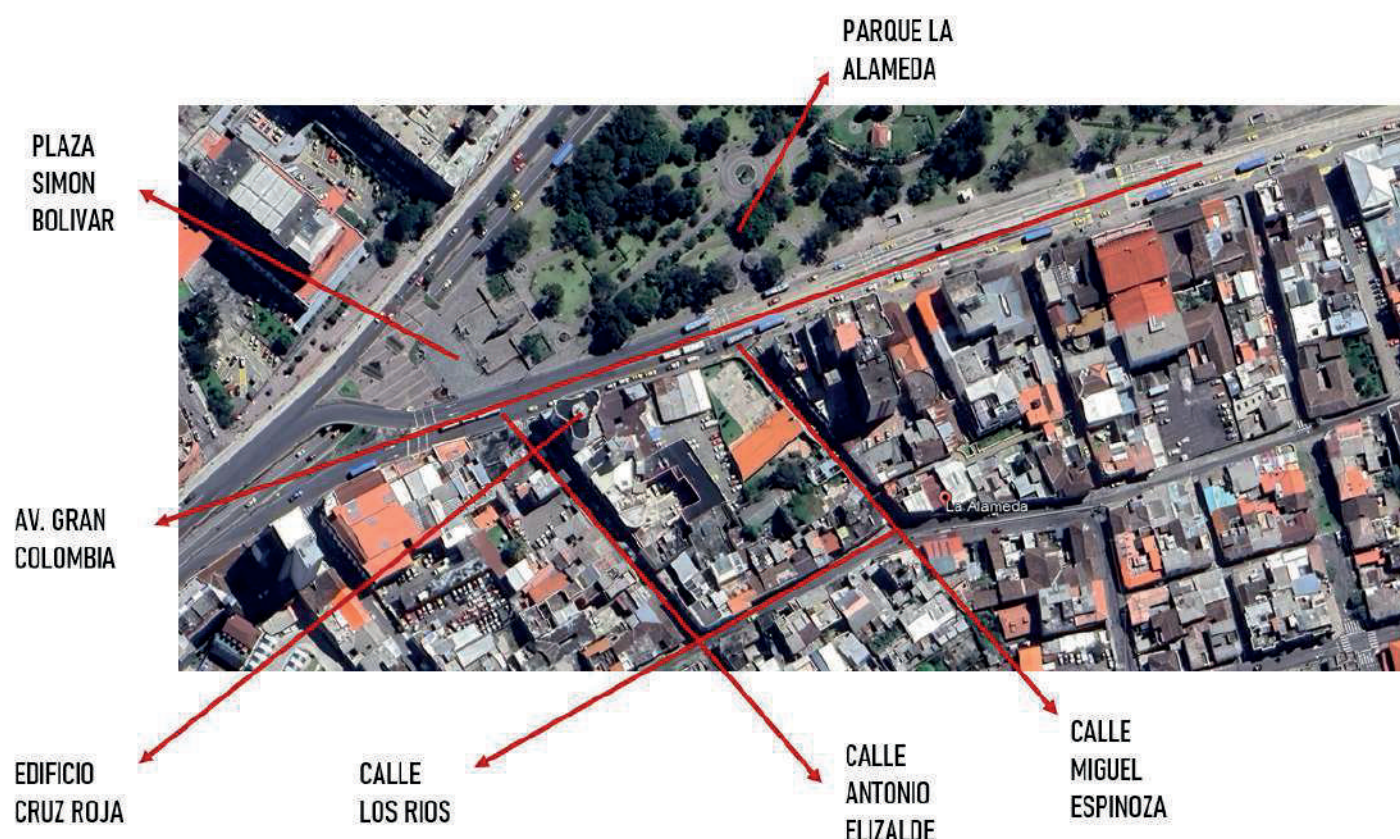 PARQUE LA
ALAMEDA
PLAZA
SIMON
BOLIVAR
La Alameda
AV. GRAN
COLOMBIA
EDIFICIO
CRUZ ROJA
CALLE
LOS RIOS
CALLE
ANTONIO
ELIZALDE
CALLE
MIGUEL
ESPINOZA